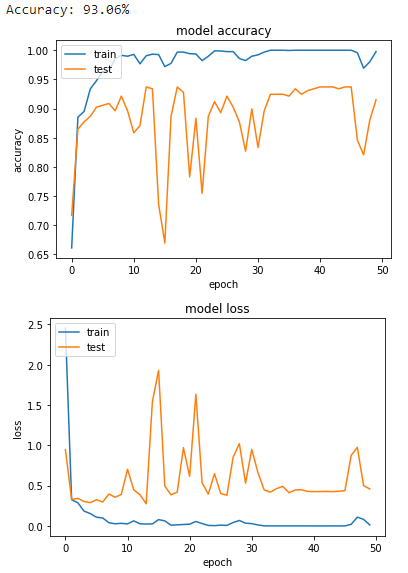 Accuracy: 93.06%
model accuracy
train
test
1.00
0.95
0.90
0.85
0.80
0.75
0.70
0.65
accuracy
0 10 20 30 40 50
epoch
model loss
train
test
2.5
2.0
1.5
1.0
0.5
0.0
loss
0 10 20 30 40 50
epoch